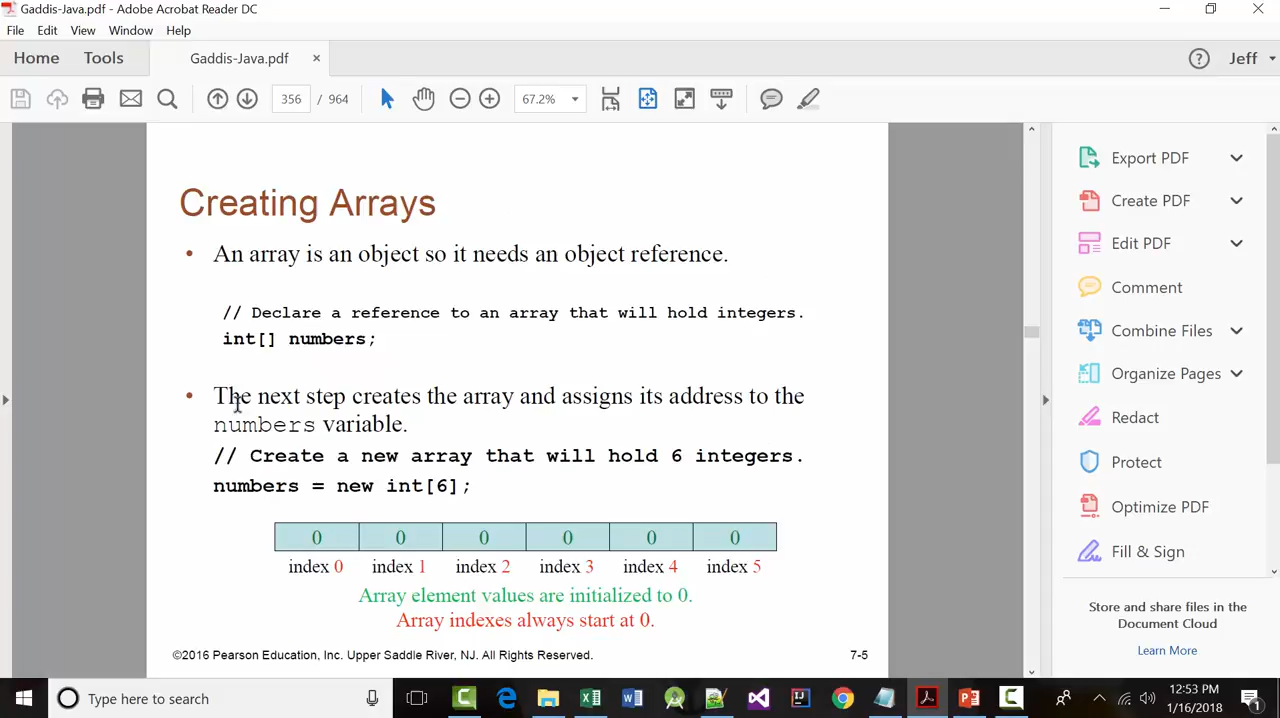 Gaddis-Java.pdf - Adobe Acrobat Reader DC
File Edit View Window Help
Home Tools Gaddis-Java.pdf × Jeff
356 / 964 67.2%
Creating Arrays
• An array is an object so it needs an object reference.
// Declare a reference to an array that will hold integers.
int[] numbers;
• The next step creates the array and assigns its address to the
numbers variable.
// Create a new array that will hold 6 integers.
numbers = new int[6];
0 0 0 0 0 0
index 0 index 1 index 2 index 3 index 4 index 5
Array element values are initialized to 0.
Array indexes always start at 0.
©2016 Pearson Education, Inc. Upper Saddle River, NJ. All Rights Reserved. 7-5
Export PDF
Create PDF
Edit PDF
Comment
Combine Files
Organize Pages
Redact
Protect
Optimize PDF
Fill & Sign
Store and share files in the
Document Cloud
Learn More
Type here to search
12:53 PM
1/16/2018
1